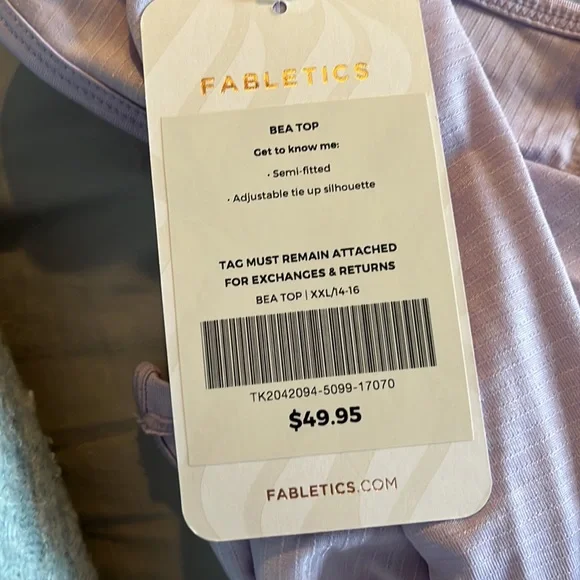 FABLETICS
BEA TOP
Get to know me:
• Semi-fitted
• Adjustable tie up silhouette
TAG MUST REMAIN ATTACHED
FOR EXCHANGES & RETURNS
BEA TOP | XXL/14-16
TK2042094-5099-17070
$49.95
FABLETICS.COM